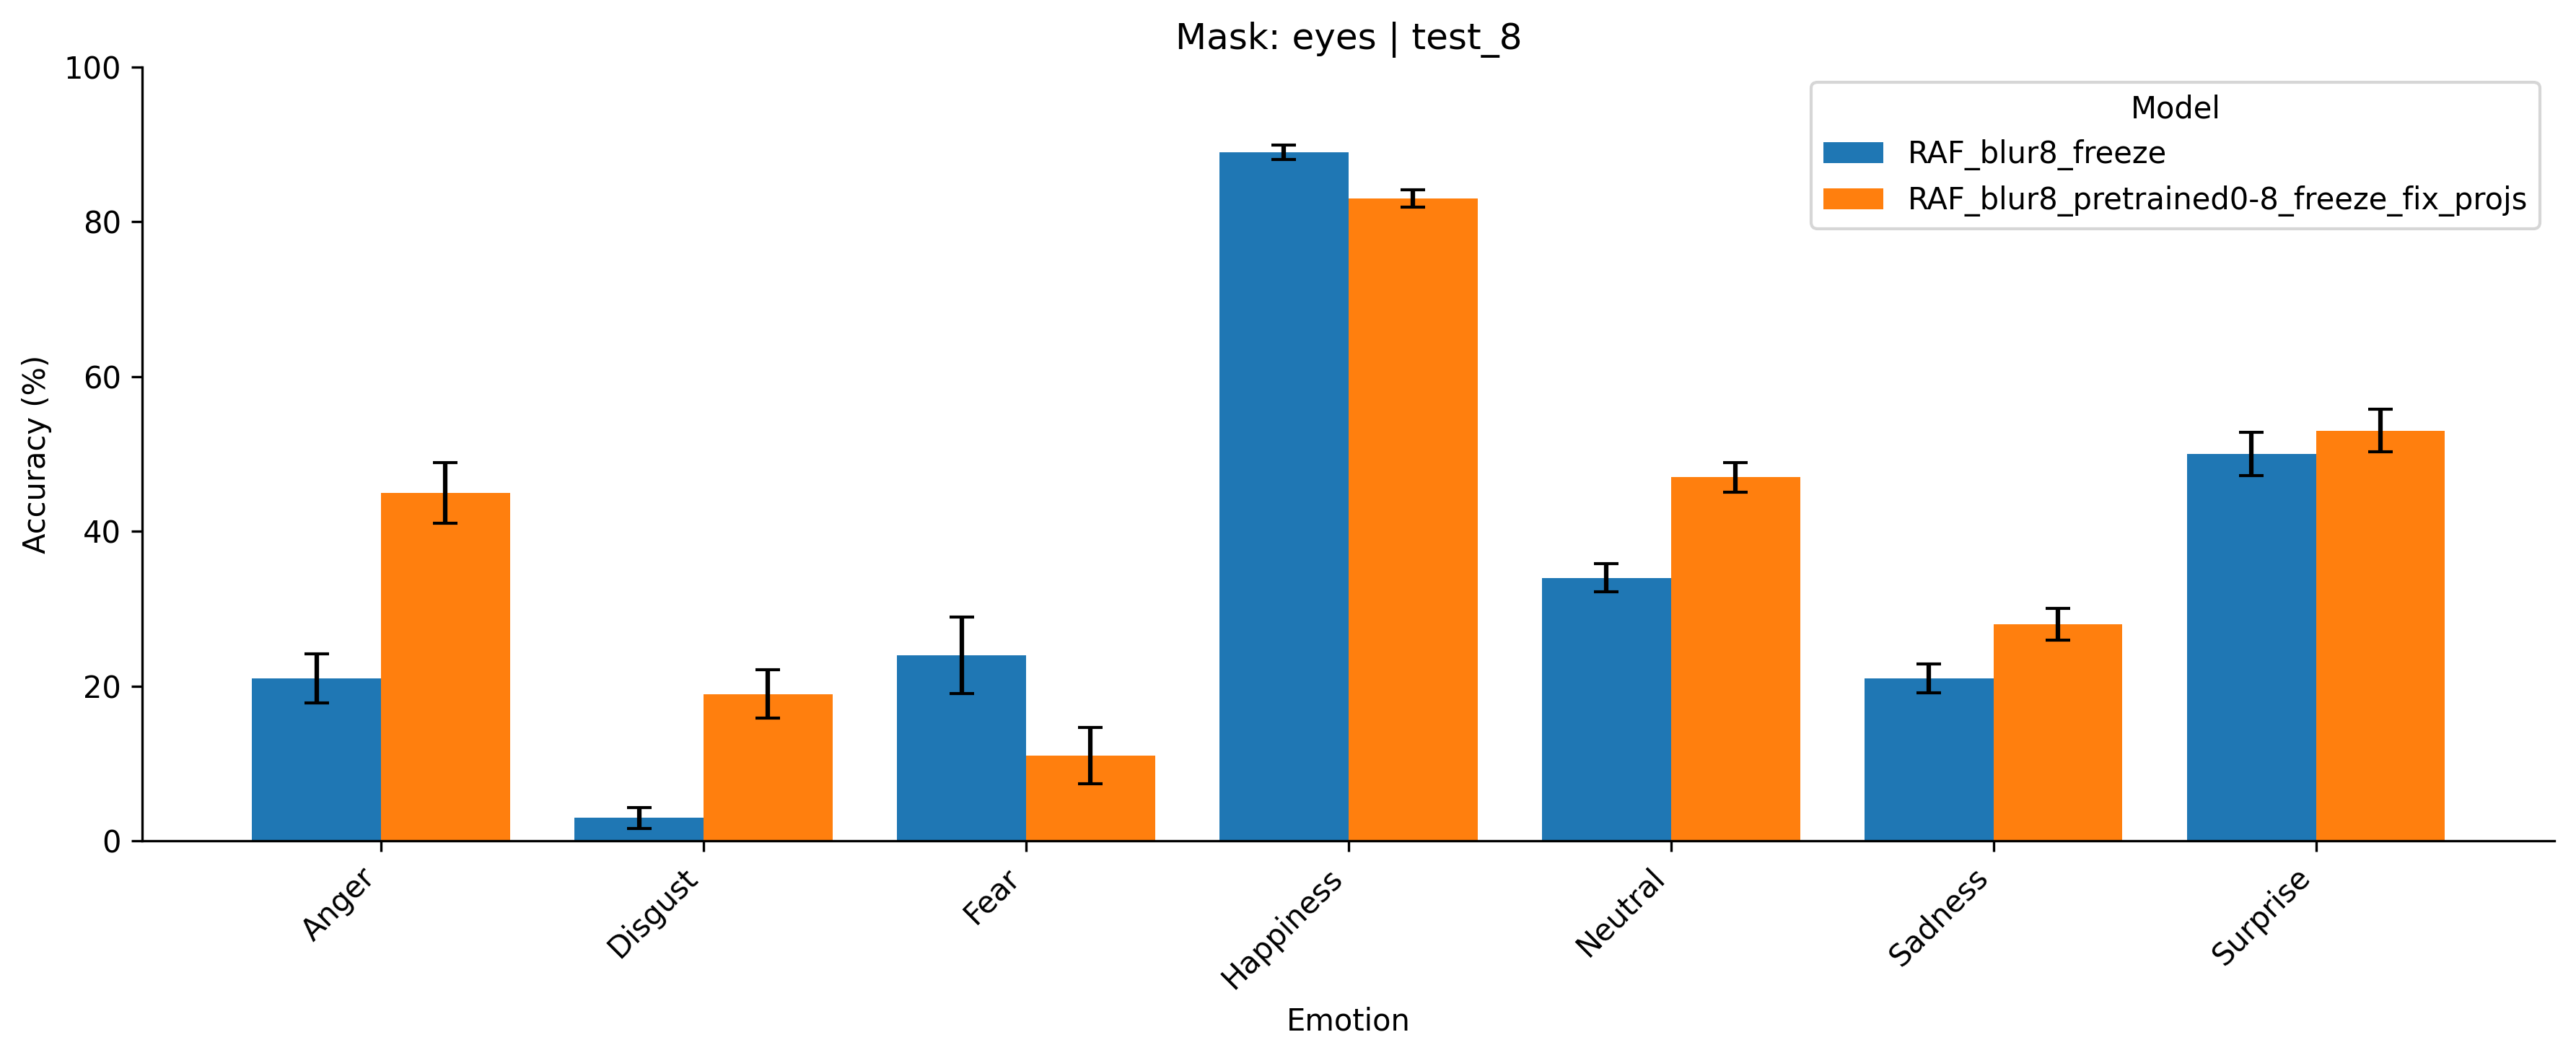 Mask: eyes | test_8
Model
RAF_blur8_freeze
RAF_blur8_pretrained0-8_freeze_fix_projs
Accuracy (%)
100
80
60
40
20
0
Anger
Disgust
Fear
Happiness
Neutral
Sadness
Surprise
Emotion